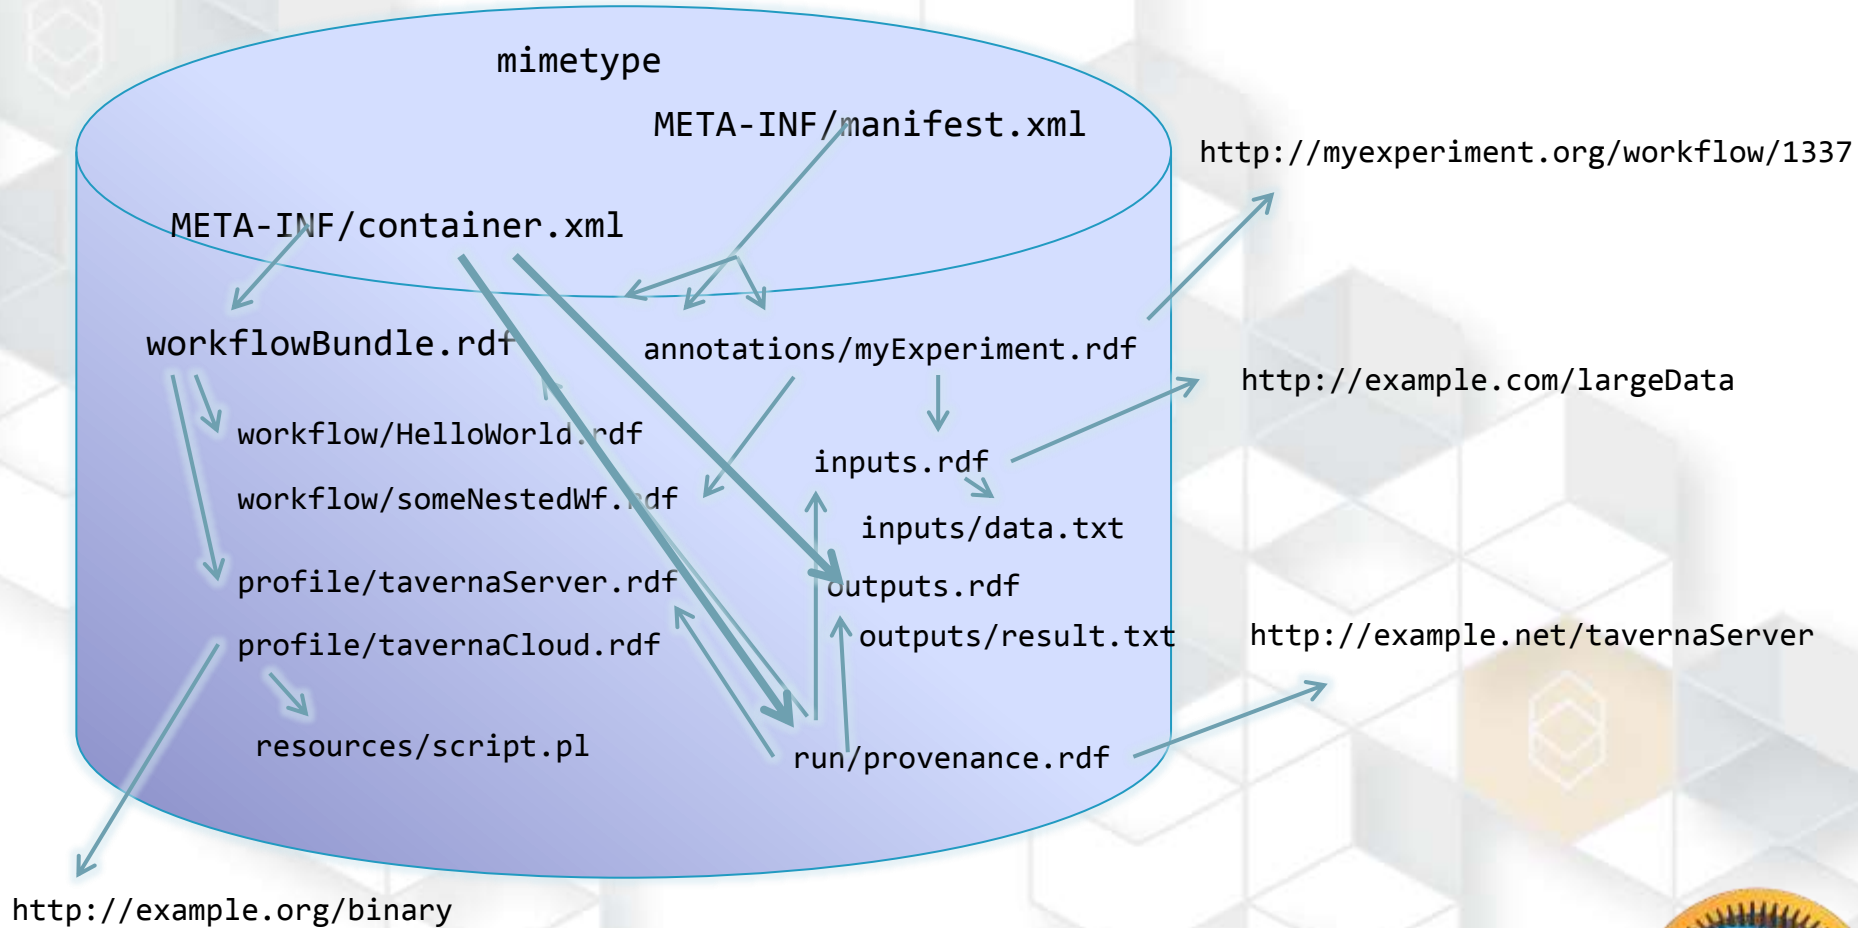 mimetype
META-INF/manifest.xml
http://myexperiment.org/workflow/1337
META-INF/container.xml
workflowBundle.rdf
annotations/myExperiment.rdf
http://example.com/largeData
workflow/HelloWorld.rdf
inputs.rdf
workflow/someNestedWf.rdf
inputs/data.txt
profile/tavernaServer.rdf
outputs.rdf
profile/tavernaCloud.rdf
outputs/result.txt
http://example.net/tavernaServer
resources/script.pl
run/provenance.rdf
http://example.org/binary